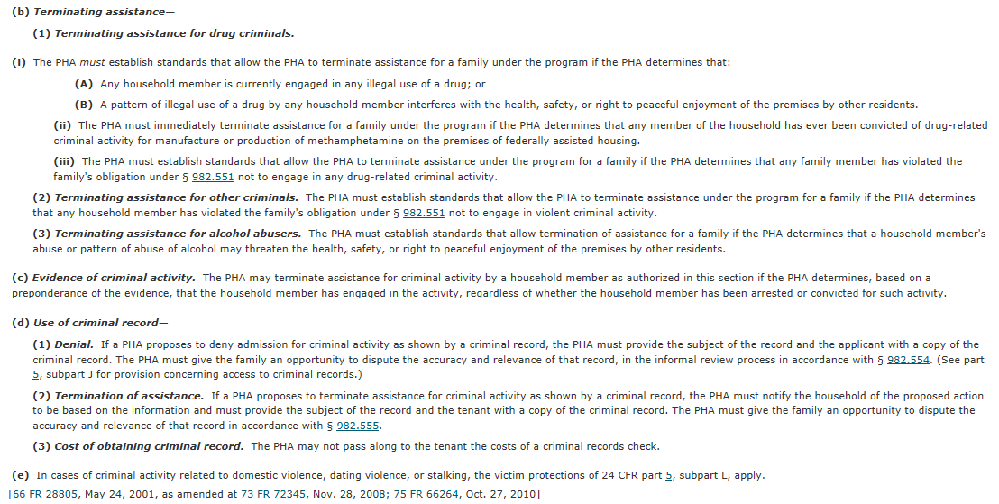 (b) Terminating assistance—
(1) Terminating assistance for drug criminals.
(i) The PHA must establish standards that allow the PHA to terminate assistance for a family under the program if the PHA determines that:
(A) Any household member is currently engaged in any illegal use of a drug; or
(B) A pattern of illegal use of a drug by any household member interferes with the health, safety, or right to peaceful enjoyment of the premises by other residents.
(ii) The PHA must immediately terminate assistance for a family under the program if the PHA determines that any member of the household has ever been convicted of drug-related
criminal activity for manufacture or production of methamphetamine on the premises of federally assisted housing.
(iii) The PHA must establish standards that allow the PHA to terminate assistance under the program for a family if the PHA determines that any family member has violated the
family's obligation under § 982.551 not to engage in any drug-related criminal activity.
(2) Terminating assistance for other criminals. The PHA must establish standards that allow the PHA to terminate assistance under the program for a family if the PHA determines
that any household member has violated the family's obligation under § 982.551 not to engage in violent criminal activity.
(3) Terminating assistance for alcohol abusers. The PHA must establish standards that allow termination of assistance for a family if the PHA determines that a household member's
abuse or pattern of abuse of alcohol may threaten the health, safety, or right to peaceful enjoyment of the premises by other residents.
(c) Evidence of criminal activity. The PHA may terminate assistance for criminal activity by a household member as authorized in this section if the PHA determines, based on a
preponderance of the evidence, that the household member has engaged in the activity, regardless of whether the household member has been arrested or convicted for such activity.
(d) Use of criminal record—
(1) Denial. If a PHA proposes to deny admission for criminal activity as shown by a criminal record, the PHA must provide the subject of the record and the applicant with a copy of the
criminal record. The PHA must give the family an opportunity to dispute the accuracy and relevance of that record, in the informal review process in accordance with § 982.554. (See part
5, subpart J for provision concerning access to criminal records.)
(2) Termination of assistance. If a PHA proposes to terminate assistance for criminal activity as shown by a criminal record, the PHA must notify the household of the proposed action
to be based on the information and must provide the subject of the record and the tenant with a copy of the criminal record. The PHA must give the family an opportunity to dispute the
accuracy and relevance of that record in accordance with § 982.555.
(3) Cost of obtaining criminal record. The PHA may not pass along to the tenant the costs of a criminal records check.
(e) In cases of criminal activity related to domestic violence, dating violence, or stalking, the victim protections of 24 CFR part 5, subpart L, apply.
[66 FR 28805, May 24, 2001, as amended at 73 FR 72345, Nov. 28, 2008; 75 FR 66264, Oct. 27, 2010]